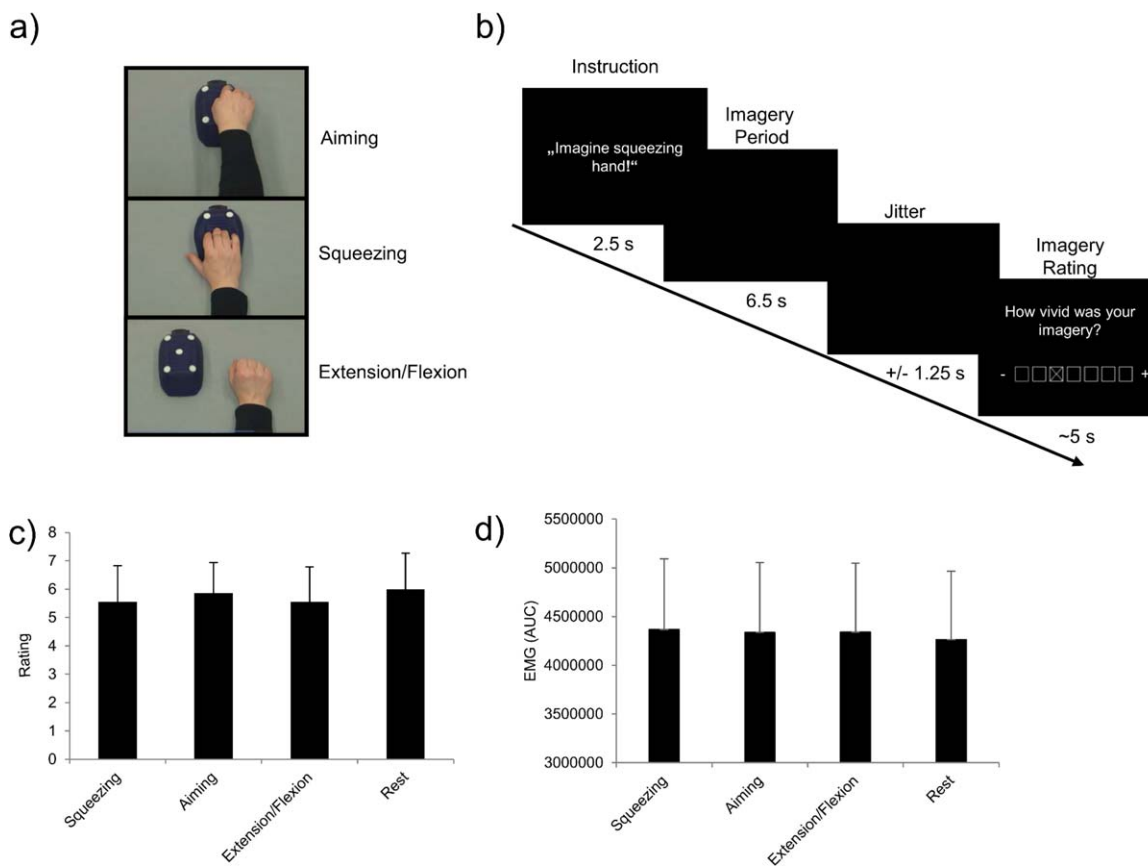 a)
Aiming
Squeezing
Extension/Flexion
b)
Instruction
„Imagine squeezing
hand!“
2.5 s
Imagery
Period
6.5 s
Jitter
+/- 1.25 s
Imagery
Rating
How vivid was your
imagery?
- +
~5 s
c)
Rating
8
7
6
5
4
3
2
1
0
Squeezing
Aiming
Extension/Flexion
Rest
d)
EMG (AUC)
5500000
5000000
4500000
4000000
3500000
3000000
Squeezing
Aiming
Extension/Flexion
Rest